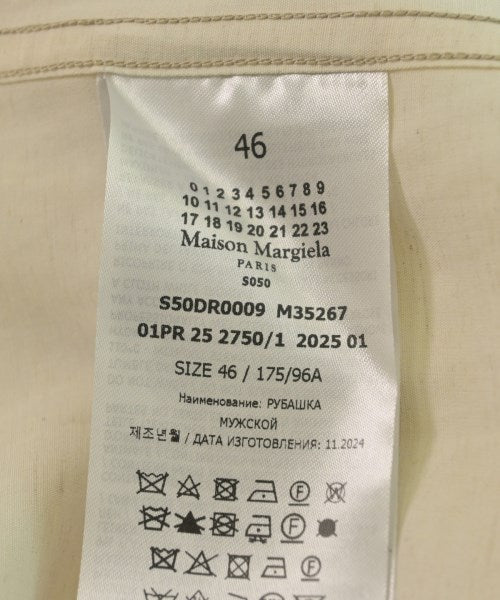 46
0 1 2 3 4 5 6 7 8 9
10 11 12 13 14 15 16
17 18 19 20 21 22 23
Maison Margiela
PARIS
S050
S50DR0009 M35267
01PR 25 2750/1 2025 01
SIZE 46 / 175/96A
Наименование: РУБАШКА
МУЖСКОЙ
제조년월 / ДАТА ИЗГОТОВЛЕНИЯ: 11.2024